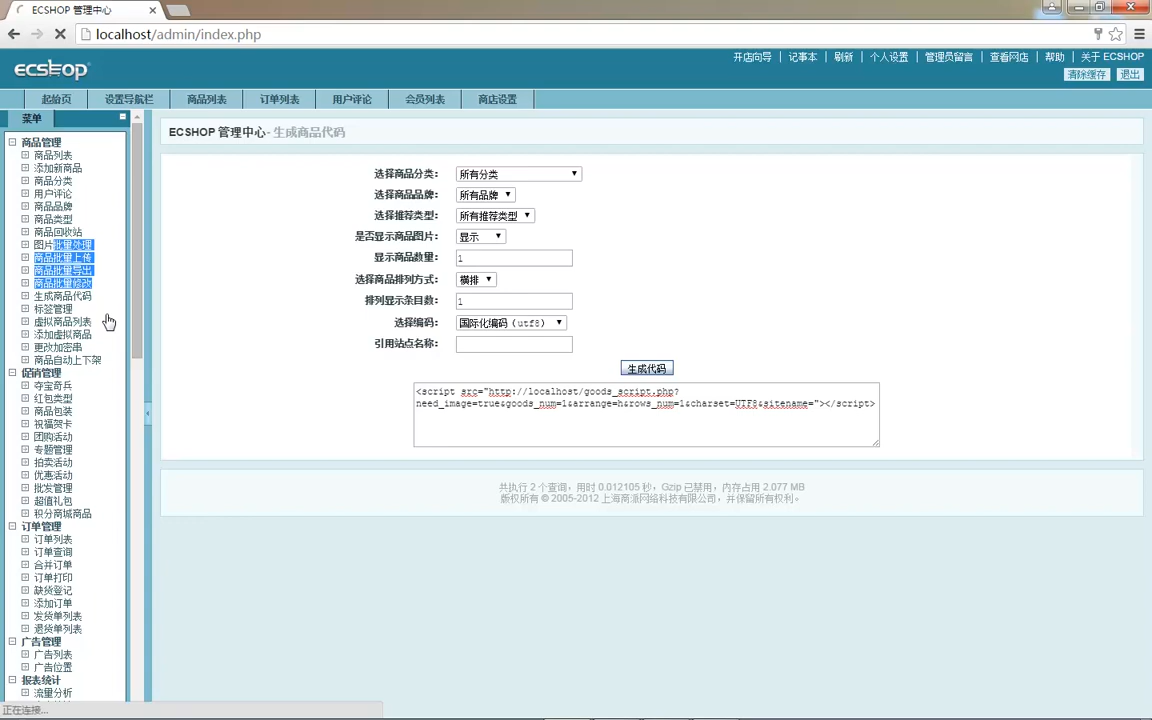 ECSHOP 管理中心
localhost/admin/index.php
ecshop
开店向导 | 记事本 | 刷新 | 个人设置 | 管理员留言 | 查看网店 | 帮助 | 关于 ECSHOP
清除缓存 退出
起始页 设置导航栏 商品列表 订单列表 用户评论 会员列表 商店设置
菜单
商品管理
商品列表
添加新商品
商品分类
用户评论
商品品牌
商品类型
商品回收站
图片批量处理
商品批量上传
商品批量导出
商品批量修改
生成商品代码
标签管理
虚拟商品列表
添加虚拟商品
更改加密串
商品自动上下架
促销管理
夺宝奇兵
红包类型
商品包装
祝福贺卡
团购活动
专题管理
拍卖活动
优惠活动
批发管理
超值礼包
积分商城商品
订单管理
订单列表
订单查询
合并订单
订单打印
缺货登记
添加订单
发货单列表
退货单列表
广告管理
广告列表
广告位置
报表统计
流量分析
正在连接...
ECSHOP 管理中心 - 生成商品代码
选择商品分类: 所有分类
选择商品品牌: 所有品牌
选择推荐类型: 所有推荐类型
是否显示商品图片: 显示
显示商品数量: 1
选择商品排列方式: 横排
排列显示条目数: 1
选择编码: 国际化编码 (utf8)
引用站点名称:
生成代码
<script src="http://localhost/goods_script.php?
need_image=true&goods_num=1&arrange=h&rows_num=1&charset=UTF8&sitename="></script>
共执行 2 个查询，用时 0.012105 秒，Gzip 已禁用，内存占用 2.077 MB
版权所有 © 2005-2012 上海商派网络科技有限公司，并保留所有权利。